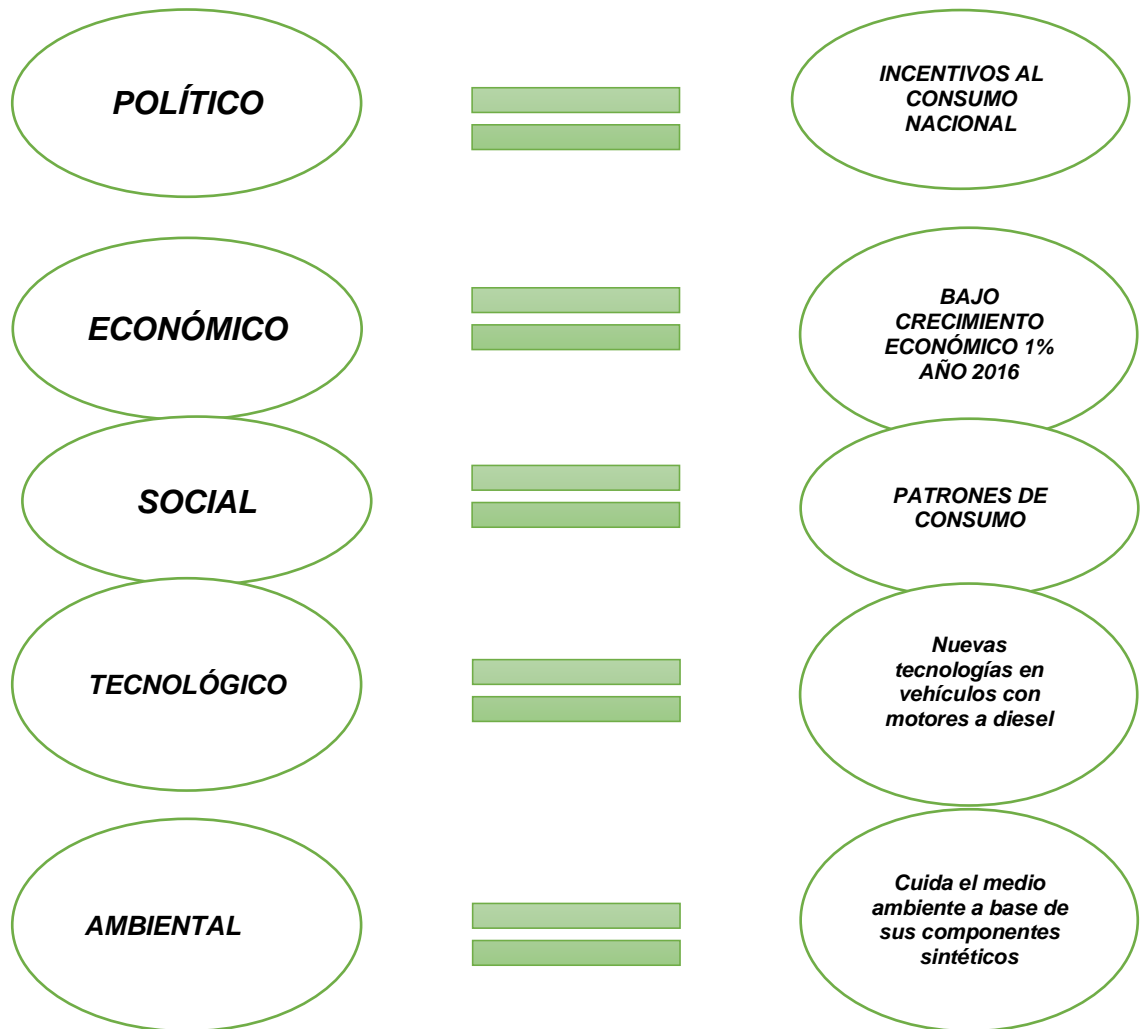 POLÍTICO
INCENTIVOS AL
CONSUMO
NACIONAL
ECONÓMICO
BAJO
CRECIMIENTO
ECONÓMICO 1%
AÑO 2016
SOCIAL
PATRONES DE
CONSUMO
TECNOLÓGICO
Nuevas
tecnologías en
vehículos con
motores a diesel
AMBIENTAL
Cuida el medio
ambiente a base de
sus componentes
sintéticos